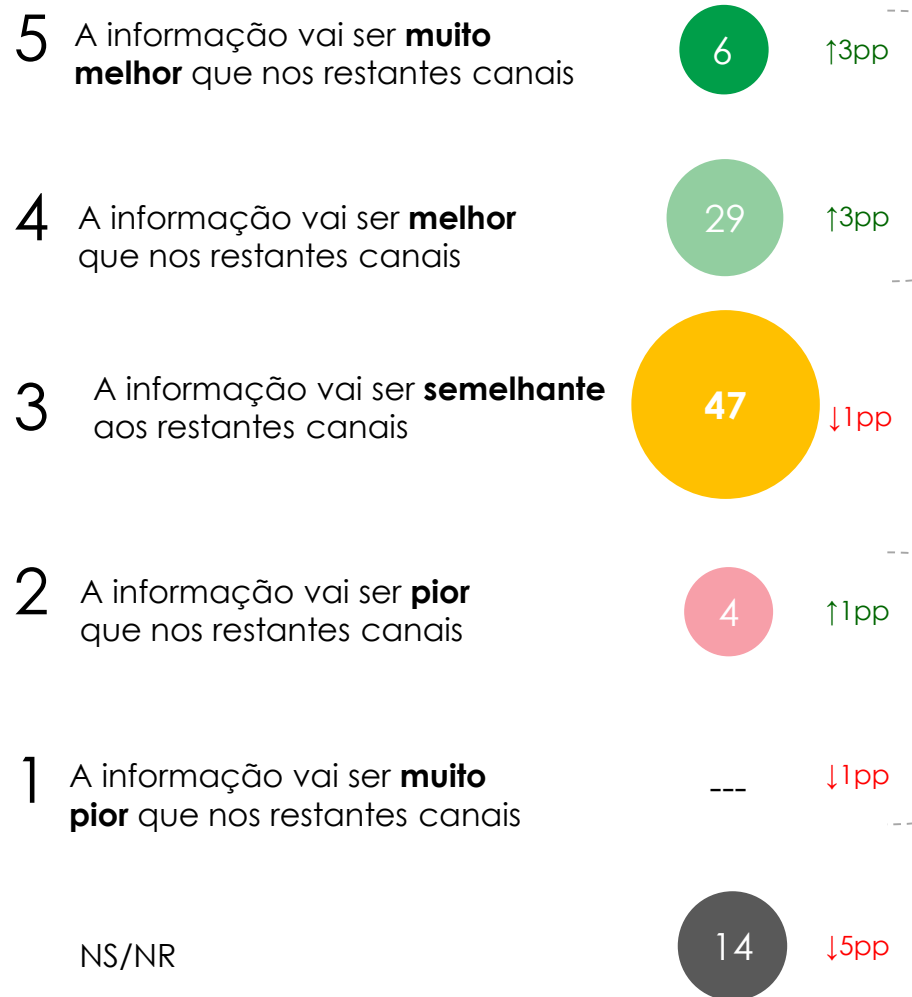 5 A informação vai ser muito
melhor que nos restantes canais
6 ↑3pp
4 A informação vai ser melhor
que nos restantes canais
29 ↑3pp
3 A informação vai ser semelhante
aos restantes canais
47 ↓1pp
2 A informação vai ser pior
que nos restantes canais
4 ↑1pp
1 A informação vai ser muito
pior que nos restantes canais
--- ↓1pp
NS/NR 14 ↓5pp